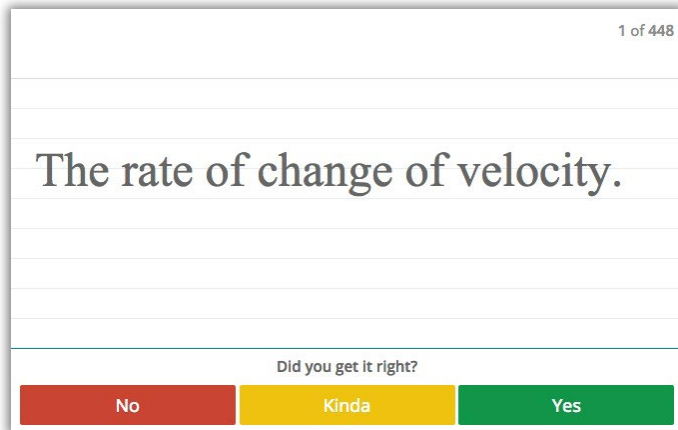 1 of 448
The rate of change of velocity.
Did you get it right?
No
Kinda
Yes